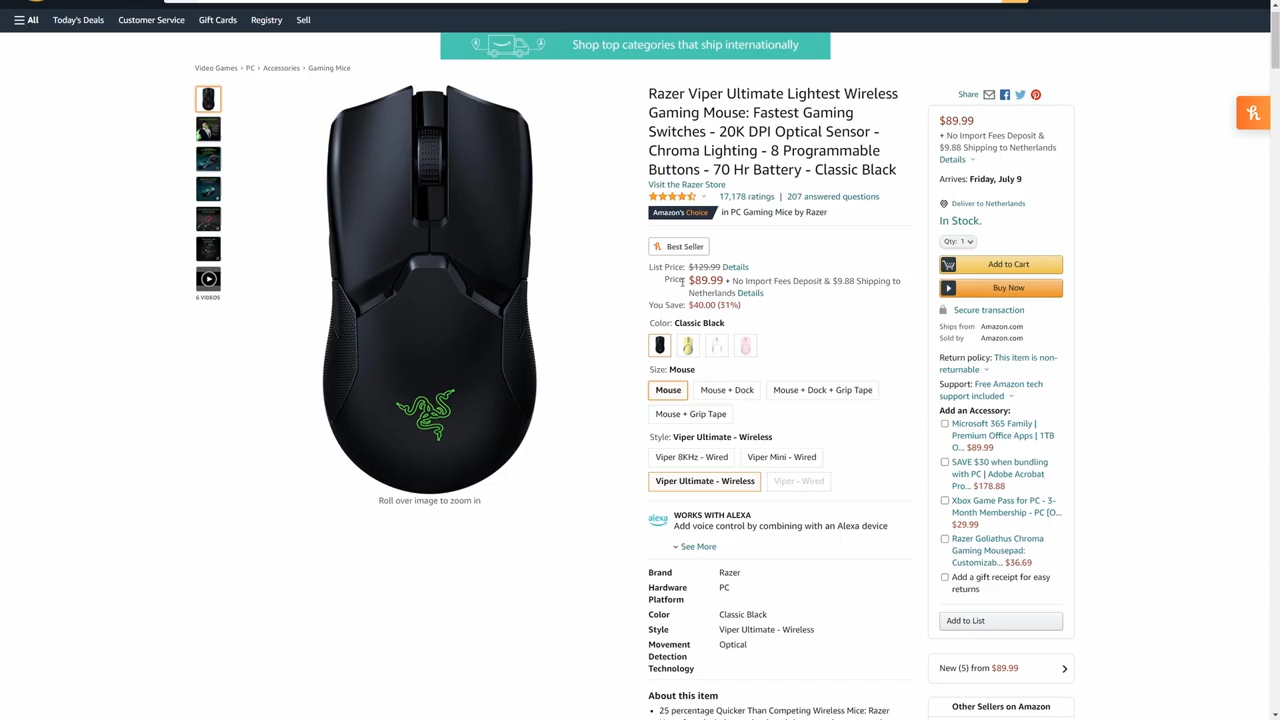 All
Today's Deals
Customer Service
Gift Cards
Registry
Sell
Shop top categories that ship internationally
Video Games › PC › Accessories › Gaming Mice
6 VIDEOS
Roll over image to zoom in
Razer Viper Ultimate Lightest Wireless
Gaming Mouse: Fastest Gaming
Switches - 20K DPI Optical Sensor -
Chroma Lighting - 8 Programmable
Buttons - 70 Hr Battery - Classic Black
Visit the Razer Store
17,178 ratings | 207 answered questions
Amazon's Choice in PC Gaming Mice by Razer
Best Seller
List Price: $129.99 Details
Price: $89.99 + No Import Fees Deposit & $9.88 Shipping to
Netherlands Details
You Save: $40.00 (31%)
Color: Classic Black
Size: Mouse
Mouse
Mouse + Dock
Mouse + Dock + Grip Tape
Mouse + Grip Tape
Style: Viper Ultimate - Wireless
Viper 8KHz - Wired
Viper Mini - Wired
Viper Ultimate - Wireless
Viper - Wired
alexa
WORKS WITH ALEXA
Add voice control by combining with an Alexa device
See More
Brand Razer
Hardware PC
Platform
Color Classic Black
Style Viper Ultimate - Wireless
Movement Optical
Detection
Technology
About this item
• 25 percentage Quicker Than Competing Wireless Mice: Razer
Share
$89.99
+ No Import Fees Deposit &
$9.88 Shipping to Netherlands
Details
Arrives: Friday, July 9
Deliver to Netherlands
In Stock.
Qty: 1
Add to Cart
Buy Now
Secure transaction
Ships from Amazon.com
Sold by Amazon.com
Return policy: This item is non-
returnable
Support: Free Amazon tech
support included
Add an Accessory:
Microsoft 365 Family |
Premium Office Apps | 1TB
O... $89.99
SAVE $30 when bundling
with PC | Adobe Acrobat
Pro... $178.88
Xbox Game Pass for PC - 3-
Month Membership - PC [O...
$29.99
Razer Goliathus Chroma
Gaming Mousepad:
Customizab... $36.69
Add a gift receipt for easy
returns
Add to List
New (5) from $89.99
Other Sellers on Amazon